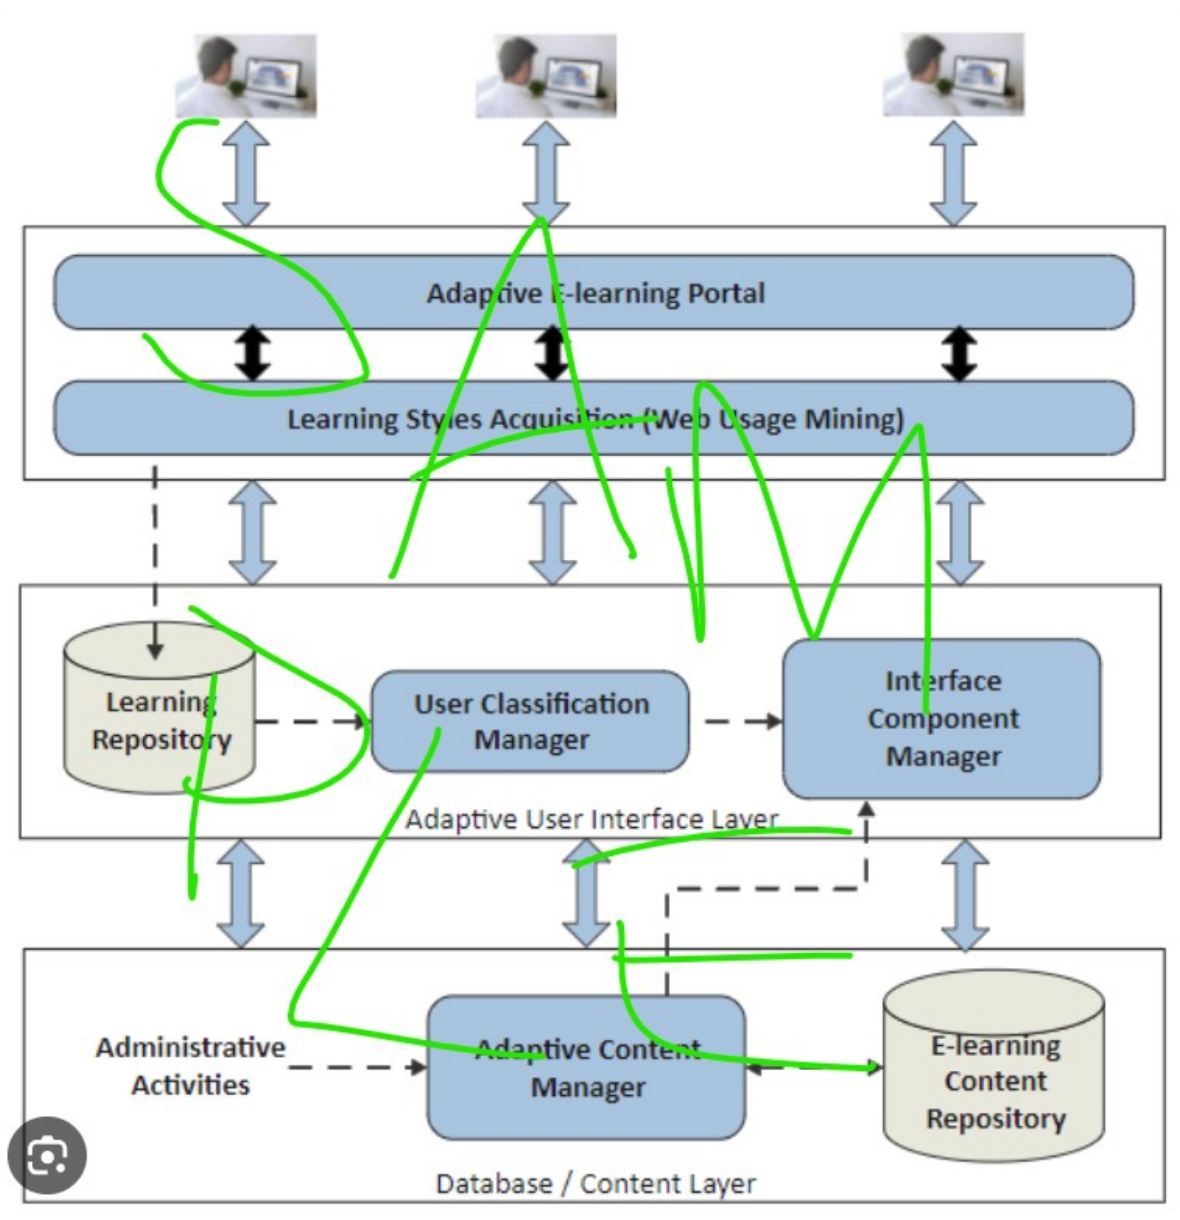 Adaptive E-learning Portal
Learning Styles Acquisition (Web Usage Mining)
Learning
Repository
User Classification
Manager
Interface
Component
Manager
Adaptive User Interface Layer
Administrative
Activities
Adaptive Content
Manager
E-learning
Content
Repository
Database / Content Layer
SAM
PLE